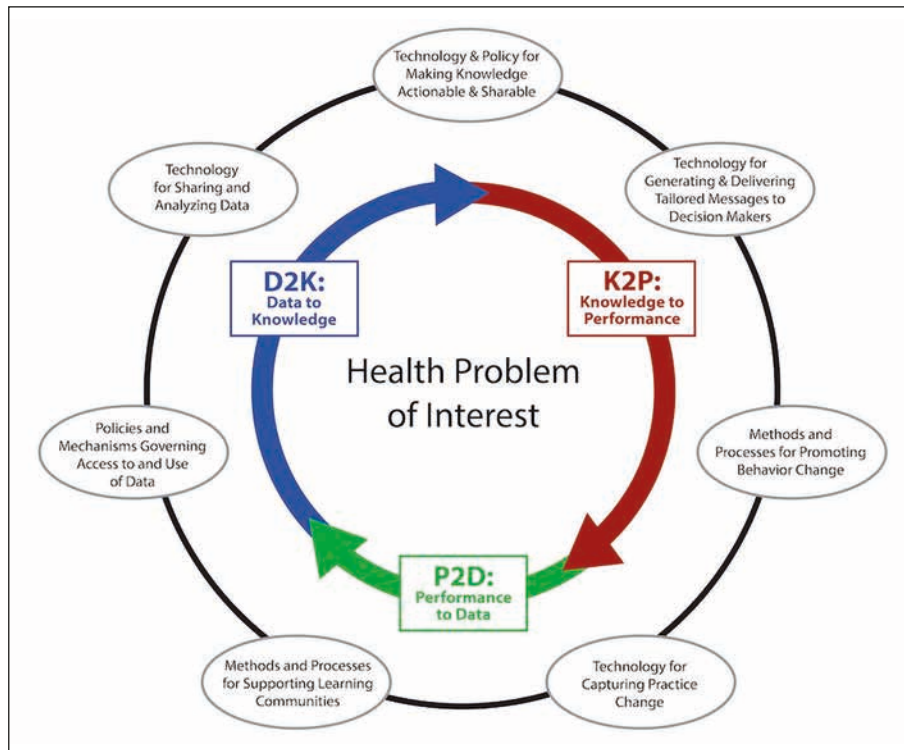 Technology & Policy for
Making Knowledge
Actionable & Sharable
Technology
for Sharing and
Analyzing Data
Technology for
Generating & Delivering
Tailored Messages to
Decision Makers
D2K:
Data to
Knowledge
K2P:
Knowledge to
Performance
Health Problem
of Interest
Policies and
Mechanisms Governing
Access to and Use
of Data
Methods and
Processes for Promoting
Behavior Change
P2D:
Performance
to Data
Methods and Processes
for Supporting Learning
Communities
Technology for
Capturing Practice
Change